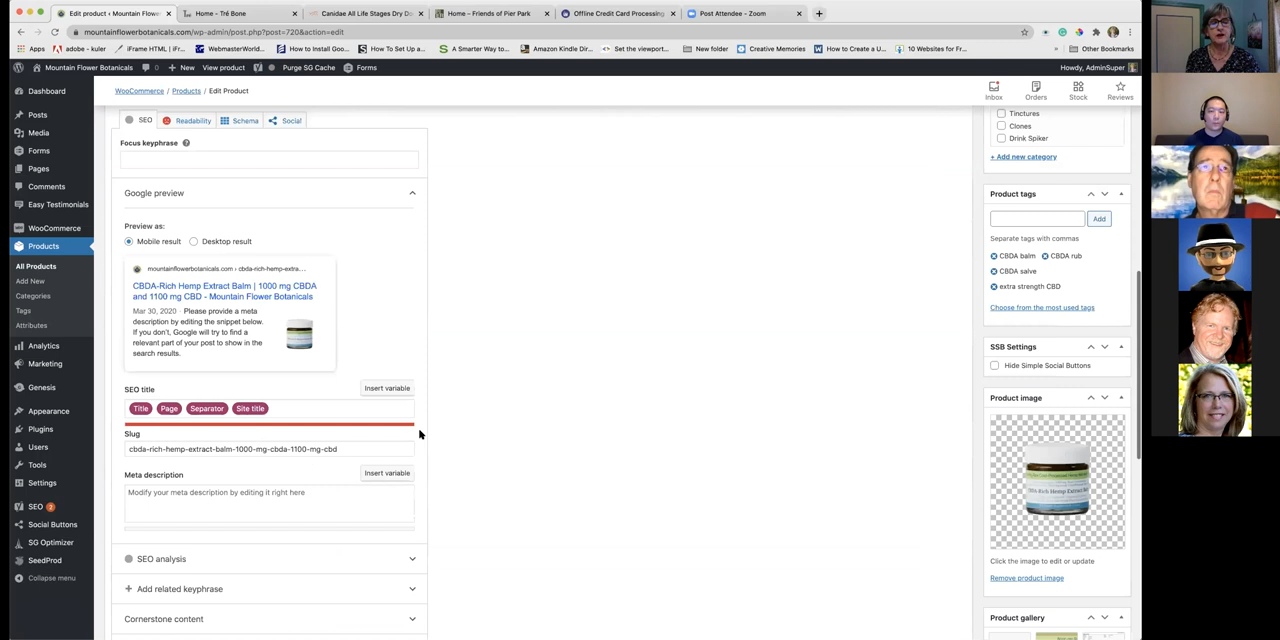 Edit product ‹ Mountain Flower
Home - Tré Bone
Canidae All Life Stages Dry Do
Home – Friends of Pier Park
Offline Credit Card Processing
Post Attendee - Zoom
mountainflowerbotanicals.com/wp-admin/post.php?post=720&action=edit
Apps
adobe - kuler
iFrame HTML | iFr...
WebmasterWorld...
How to Install Goo...
How To Set up a...
A Smarter Way to...
Amazon Kindle Dir...
Set the viewport...
New folder
Creative Memories
How to Create a U...
10 Websites for Fr...
»
Other Bookmarks
Mountain Flower Botanicals
0
+ New
View product
Purge SG Cache
Forms
Howdy, AdminSuper
Dashboard
Posts
Media
Forms
Pages
Comments
Easy Testimonials
WooCommerce
Products
All Products
Add New
Categories
Tags
Attributes
Analytics
Marketing
Genesis
Appearance
Plugins
Users
Tools
Settings
SEO 2
Social Buttons
SG Optimizer
SeedProd
Collapse menu
WooCommerce / Products / Edit Product
Inbox
Orders
Stock
Reviews
SEO
Readability
Schema
Social
Focus keyphrase
Google preview
Preview as:
Mobile result
Desktop result
mountainflowerbotanicals.com › cbda-rich-hemp-extra...
CBDA-Rich Hemp Extract Balm | 1000 mg CBDA
and 1100 mg CBD - Mountain Flower Botanicals
Mar 30, 2020 · Please provide a meta
description by editing the snippet below.
If you don't, Google will try to find a
relevant part of your post to show in the
search results.
SEO title
Insert variable
Title
Page
Separator
Site title
Slug
cbda-rich-hemp-extract-balm-1000-mg-cbda-1100-mg-cbd
Meta description
Insert variable
Modify your meta description by editing it right here
SEO analysis
+ Add related keyphrase
Cornerstone content
Tinctures
Clones
Drink Spiker
+ Add new category
Product tags
Add
Separate tags with commas
CBDA balm
CBDA rub
CBDA salve
extra strength CBD
Choose from the most used tags
SSB Settings
Hide Simple Social Buttons
Product image
CBDA-Rich Hemp Extract Balm
Click the image to edit or update
Remove product image
Product gallery